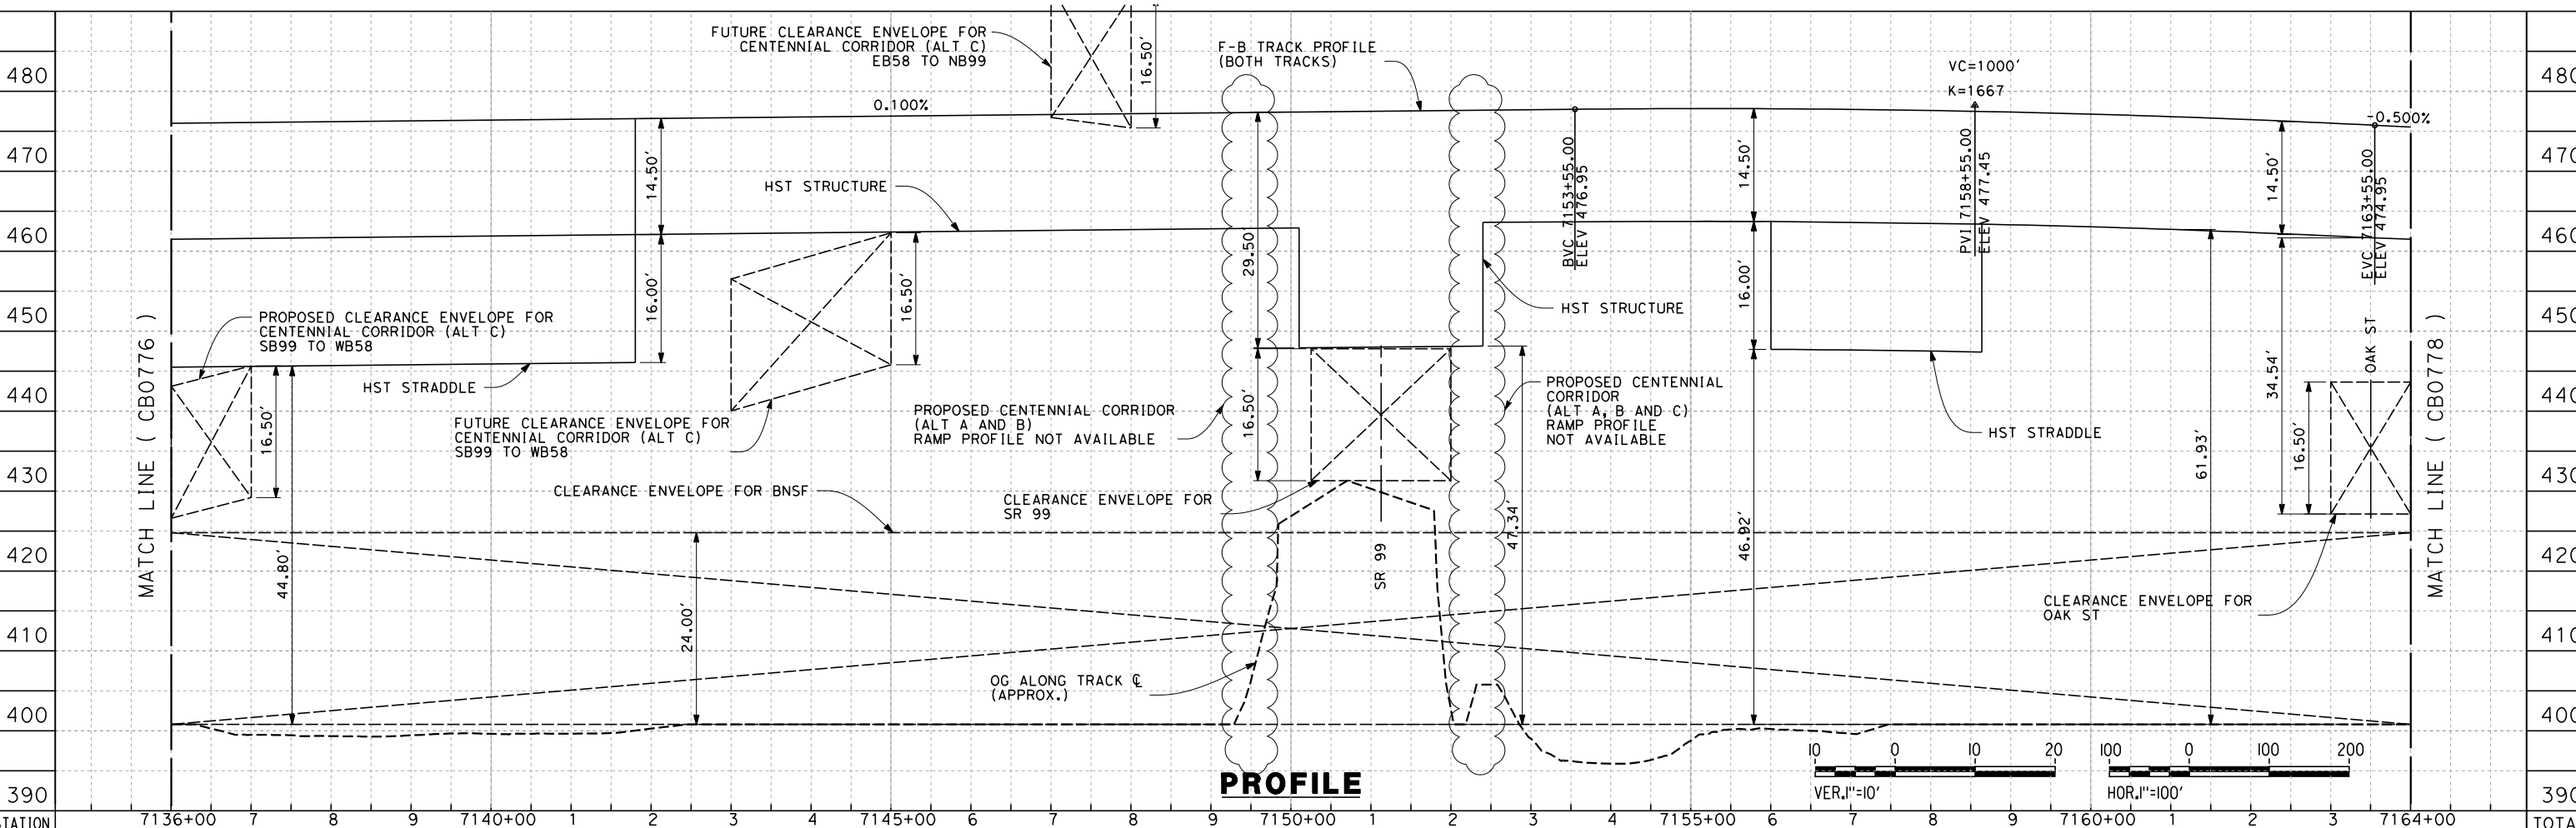 FUTURE CLEARANCE ENVELOPE FOR
CENTENNIAL CORRIDOR (ALT C)
EB58 TO NB99
16.50'
F-B TRACK PROFILE
(BOTH TRACKS)
VC=1000'
K=1667
480
480
0.100%
-0.500%
470
470
14.50'
HST STRUCTURE
29.50'
BVC 7153+55.00
ELEV 476.95
14.50'
PVI 7158+55.00
ELEV 477.45
14.50'
EVC 7163+55.00
ELEV 474.95
460
460
16.00'
16.50'
HST STRUCTURE
16.00'
450
450
PROPOSED CLEARANCE ENVELOPE FOR
CENTENNIAL CORRIDOR (ALT C)
SB99 TO WB58
HST STRADDLE
OAK ST
34.54'
440
440
MATCH LINE ( CB0776 )
16.50'
FUTURE CLEARANCE ENVELOPE FOR
CENTENNIAL CORRIDOR (ALT C)
SB99 TO WB58
PROPOSED CENTENNIAL CORRIDOR
(ALT A AND B)
RAMP PROFILE NOT AVAILABLE
16.50'
PROPOSED CENTENNIAL
CORRIDOR
(ALT A, B AND C)
RAMP PROFILE
NOT AVAILABLE
HST STRADDLE
61.93'
16.50'
MATCH LINE ( CB0778 )
430
430
CLEARANCE ENVELOPE FOR BNSF
CLEARANCE ENVELOPE FOR
SR 99
47.34'
46.92'
420
420
44.80'
SR 99
24.00'
CLEARANCE ENVELOPE FOR
OAK ST
410
410
OG ALONG TRACK ℄
(APPROX.)
400
400
10 0 10 20
100 0 100 200
VER.1"=10'
HOR.1"=100'
PROFILE
390
390
7136+00 7 8 9 7140+00 1 2 3 4 7145+00 6 7 8 9 7150+00 1 2 3 4 7155+00 6 7 8 9 7160+00 1 2 3 7164+00